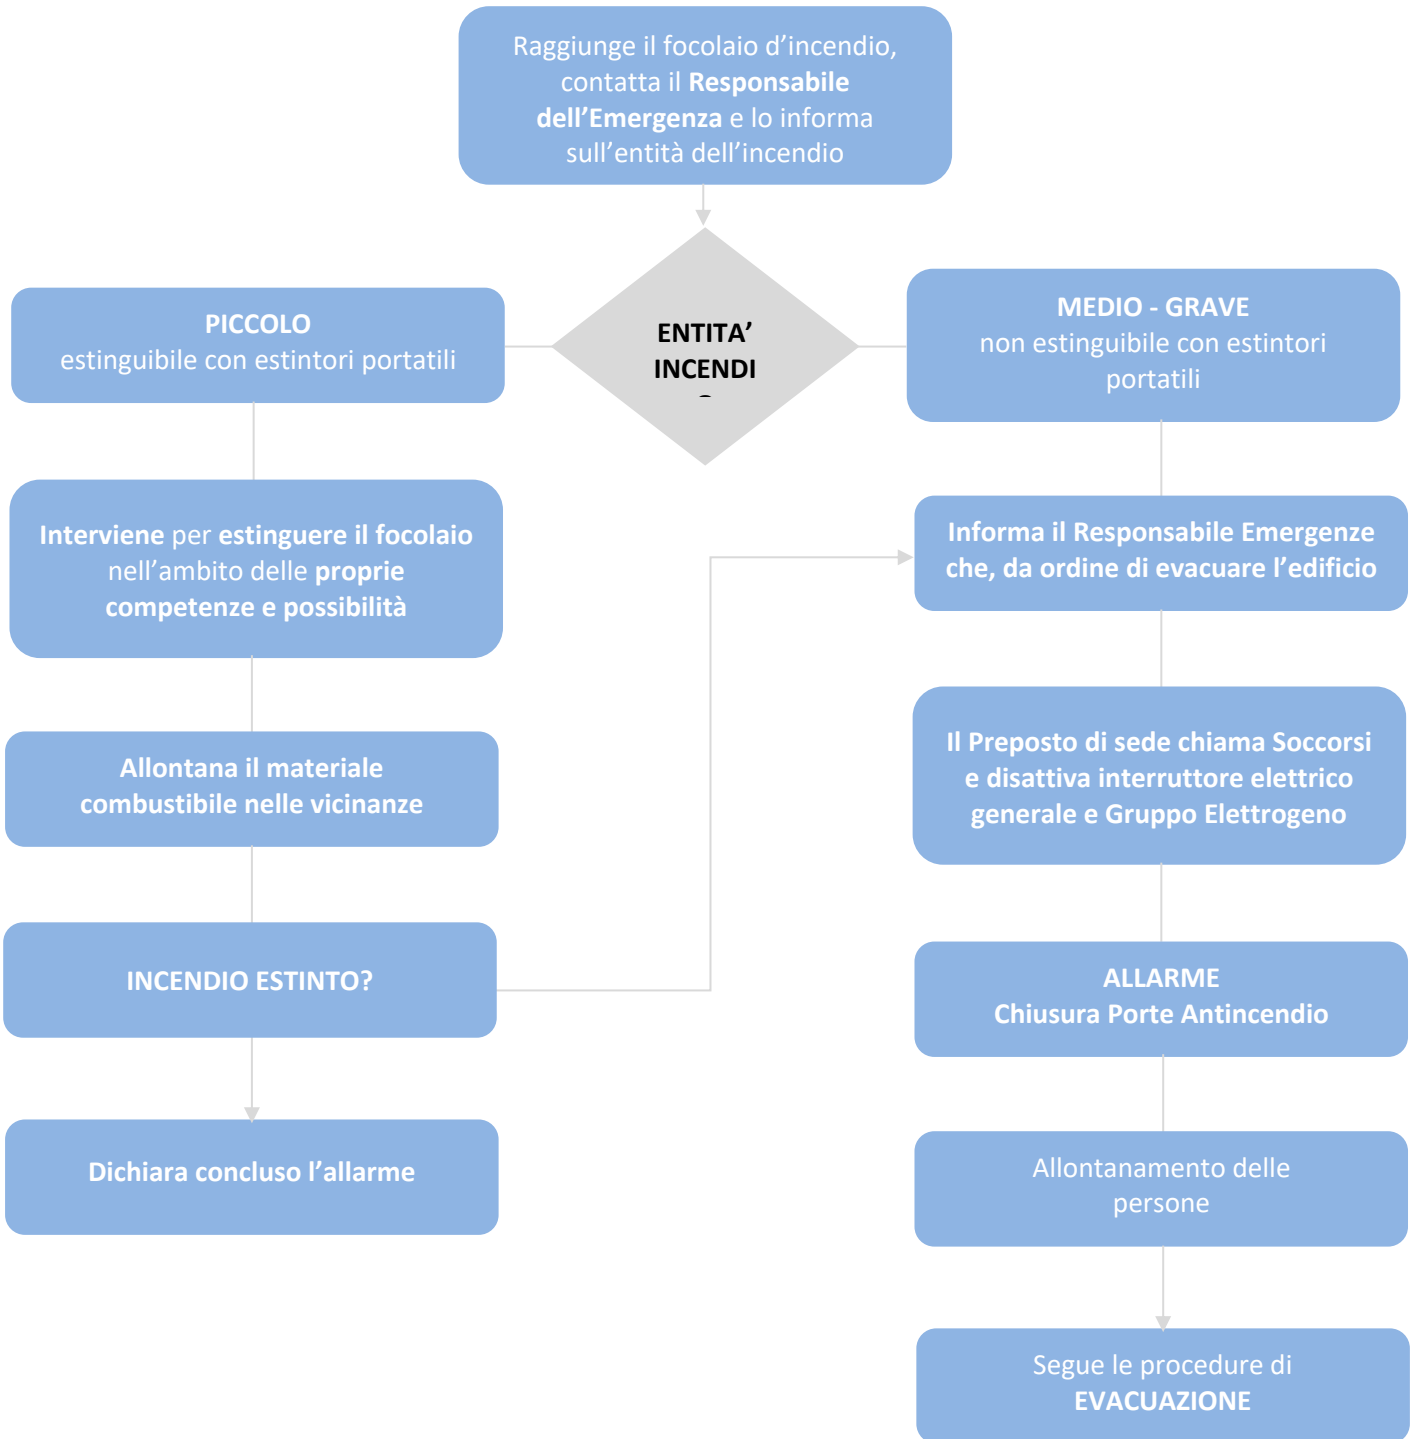 Raggiunge il focolaio d’incendio,
contatta il Responsabile
dell’Emergenza e lo informa
sull’entità dell’incendio
ENTITA’
INCENDI
PICCOLO
estinguibile con estintori portatili
MEDIO - GRAVE
non estinguibile con estintori
portatili
Interviene per estinguere il focolaio
nell’ambito delle proprie
competenze e possibilità
Informa il Responsabile Emergenze
che, da ordine di evacuare l’edificio
Allontana il materiale
combustibile nelle vicinanze
Il Preposto di sede chiama Soccorsi
e disattiva interruttore elettrico
generale e Gruppo Elettrogeno
INCENDIO ESTINTO?
ALLARME
Chiusura Porte Antincendio
Dichiara concluso l’allarme
Allontanamento delle
persone
Segue le procedure di
EVACUAZIONE